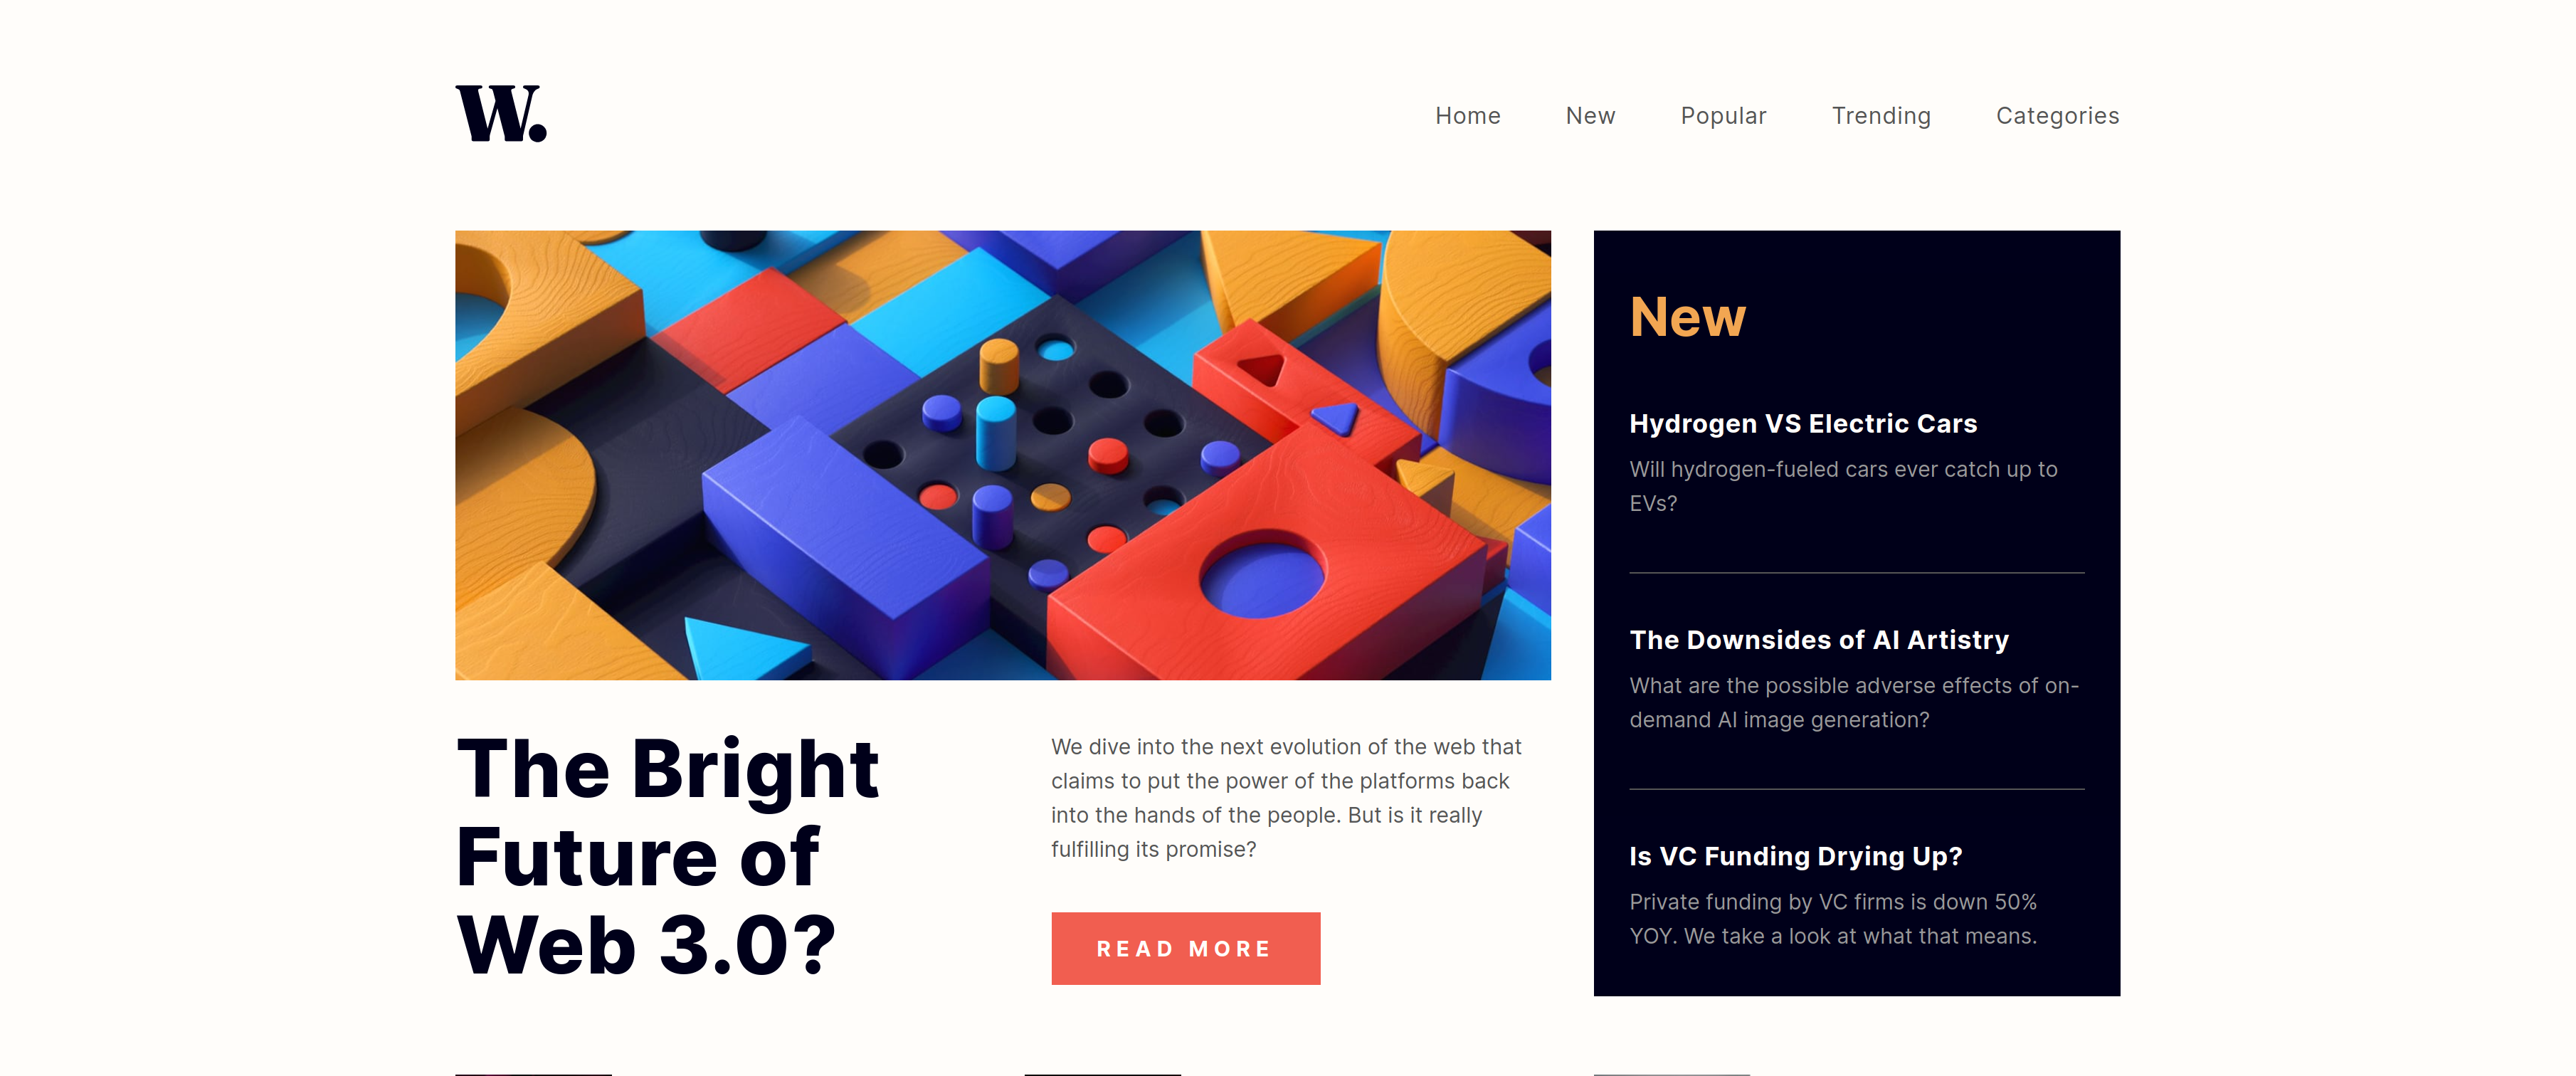 W.
Home New Popular Trending Categories
The Bright
Future of
Web 3.0?
We dive into the next evolution of the web that
claims to put the power of the platforms back
into the hands of the people. But is it really
fulfilling its promise?
READ MORE
New
Hydrogen VS Electric Cars
Will hydrogen-fueled cars ever catch up to
EVs?
The Downsides of AI Artistry
What are the possible adverse effects of on-
demand AI image generation?
Is VC Funding Drying Up?
Private funding by VC firms is down 50%
YOY. We take a look at what that means.